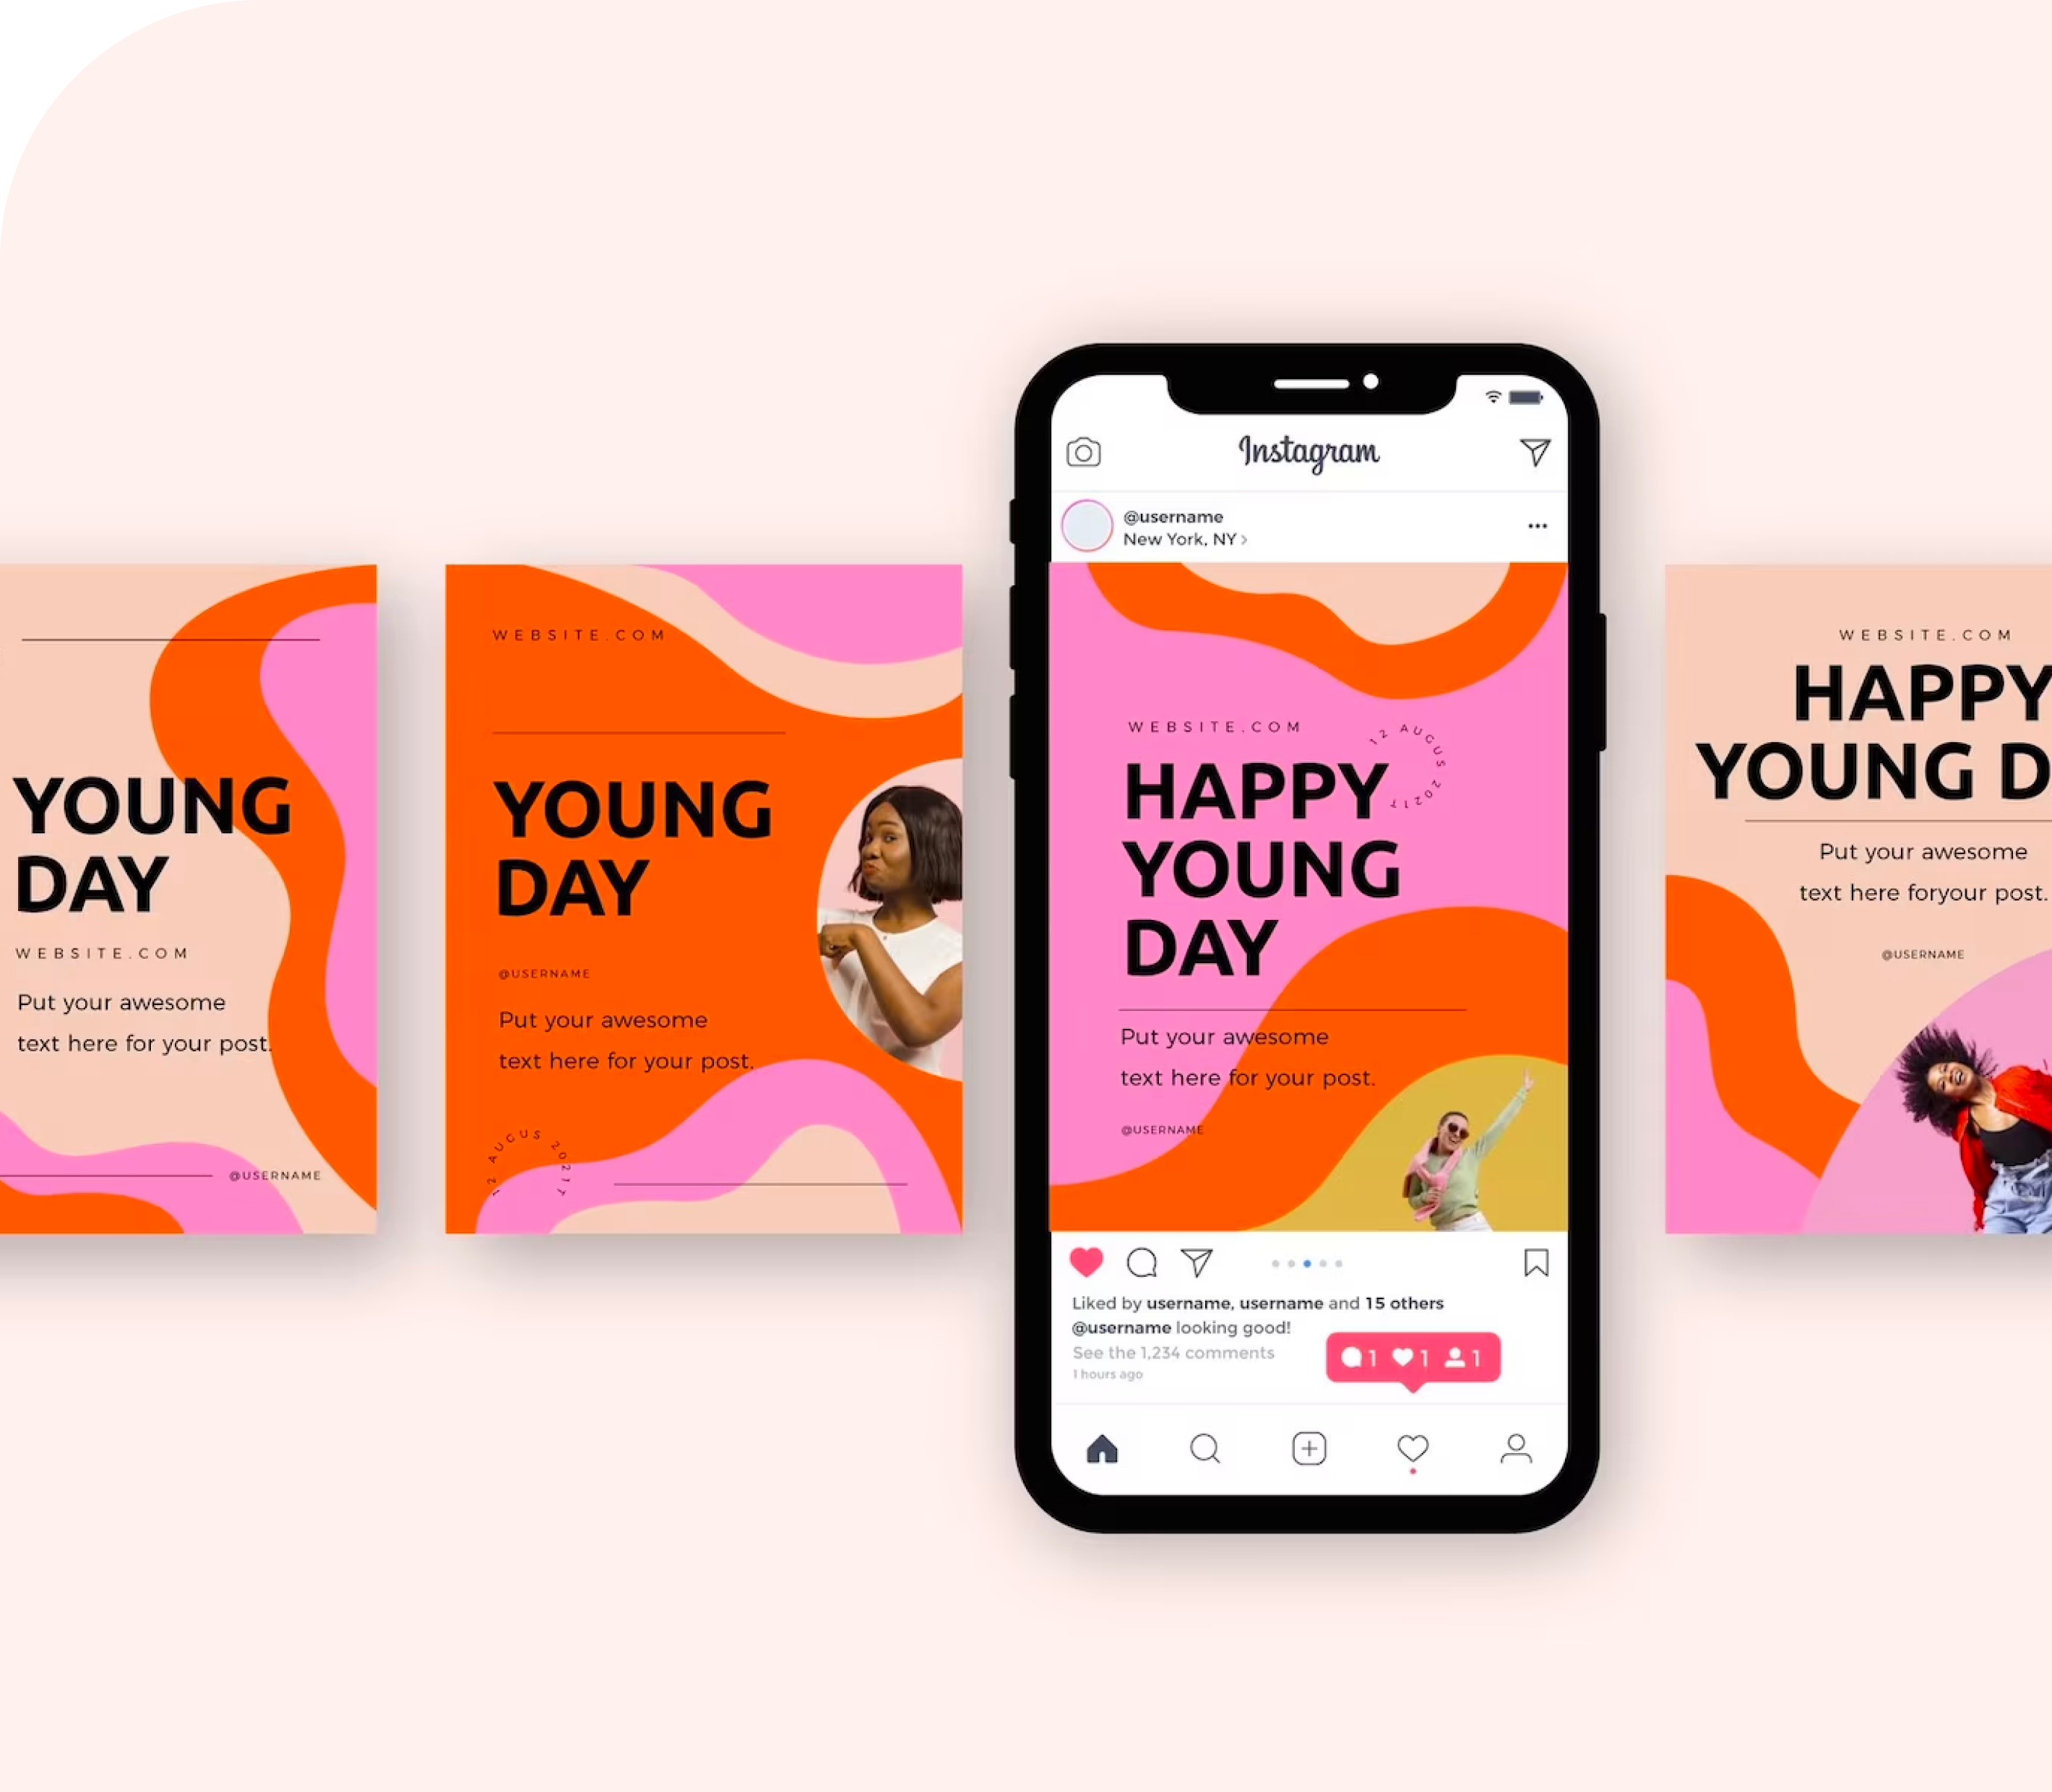 YOUNG
DAY
WEBSITE.COM
Put your awesome
text here for your post.
@USERNAME
WEBSITE.COM
YOUNG
DAY
@USERNAME
Put your awesome
text here for your post.
12 AUGUS 2021T
Instagram
@username
New York, NY >
WEBSITE.COM
12 AUGUS 2021T
HAPPY
YOUNG
DAY
Put your awesome
text here for your post.
@USERNAME
Liked by username, username and 15 others
@username looking good!
See the 1,234 comments
1 hours ago
1 1 1
WEBSITE.COM
HAPPY
YOUNG D
Put your awesome
text here foryour post.
@USERNAME